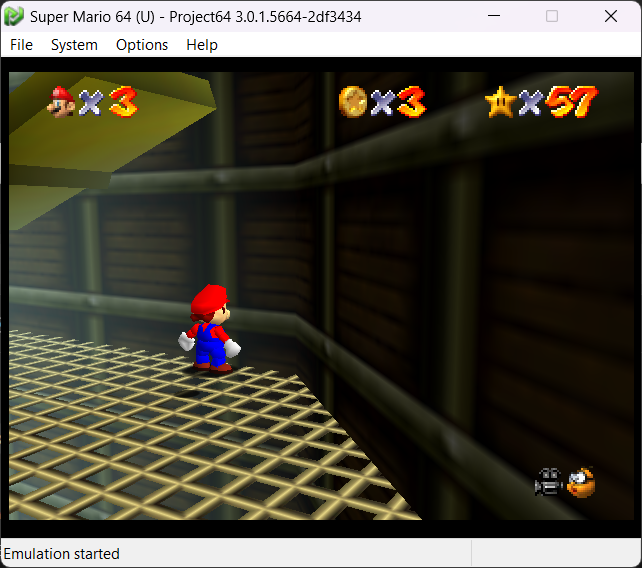 Super Mario 64 (U) - Project64 3.0.1.5664-2df3434
File System Options Help
×3 ×3 ×57
Emulation started